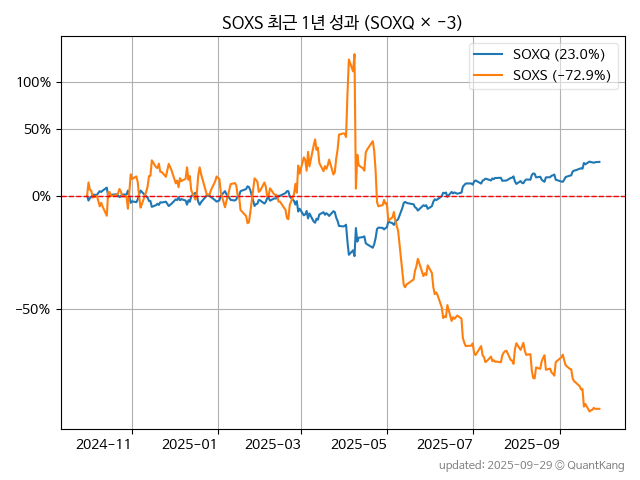 SOXS 최근 1년 성과 (SOXQ × −3)
SOXQ (23.0%)
SOXS (−72.9%)
100%
50%
0%
−50%
2024−11
2025−01
2025−03
2025−05
2025−07
2025−09
updated: 2025−09−29 © QuantKang